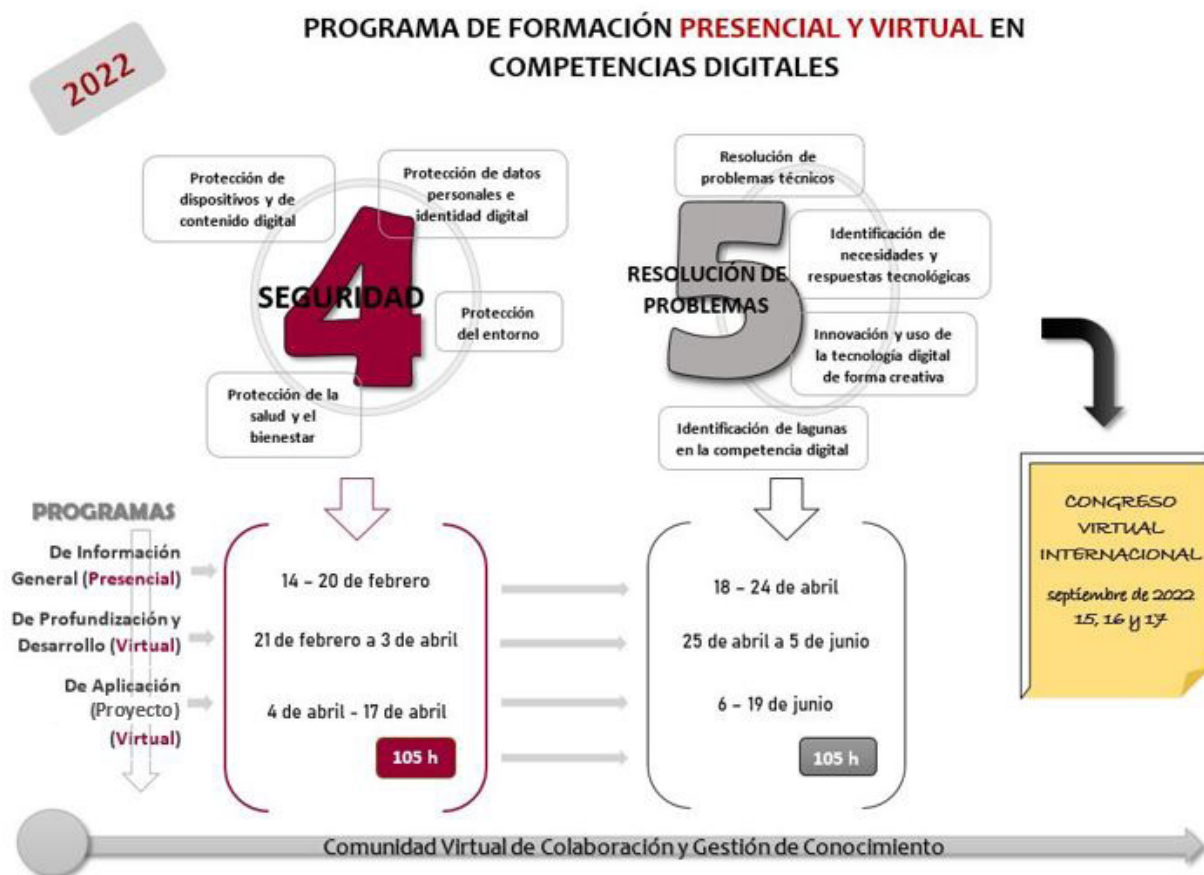 PROGRAMA DE FORMACIÓN PRESENCIAL Y VIRTUAL EN
COMPETENCIAS DIGITALES
2022
Protección de
dispositivos y de
contenido digital
Protección de datos
personales e
identidad digital
4
SEGURIDAD
Protección
del entorno
Protección de la
salud y el
bienestar
Resolución de
problemas técnicos
5
RESOLUCIÓN DE
PROBLEMAS
Identificación de
necesidades y
respuestas tecnológicas
Innovación y uso de
la tecnología digital
de forma creativa
Identificación de lagunas
en la competencia digital
CONGRESO
VIRTUAL
INTERNACIONAL
septiembre de 2022
15, 16 y 17
PROGRAMAS
De Información
General (Presencial)
14 – 20 de febrero
18 – 24 de abril
De Profundización y
Desarrollo (Virtual)
21 de febrero a 3 de abril
25 de abril a 5 de junio
De Aplicación
(Proyecto)
(Virtual)
4 de abril - 17 de abril
6 – 19 de junio
105 h
105 h
Comunidad Virtual de Colaboración y Gestión de Conocimiento